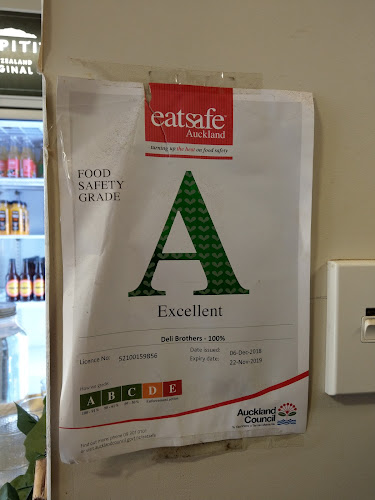 PITI
ZEALAND
GINAL
eatsafe
Auckland
turning up the heat on food safety
FOOD
SAFETY
GRADE
A
Excellent
Deli Brothers - 100%
Licence No: 52100159856
Date issued: 06-Dec-2018
Expiry date: 22-Nov-2019
A B C D E
Auckland
Council